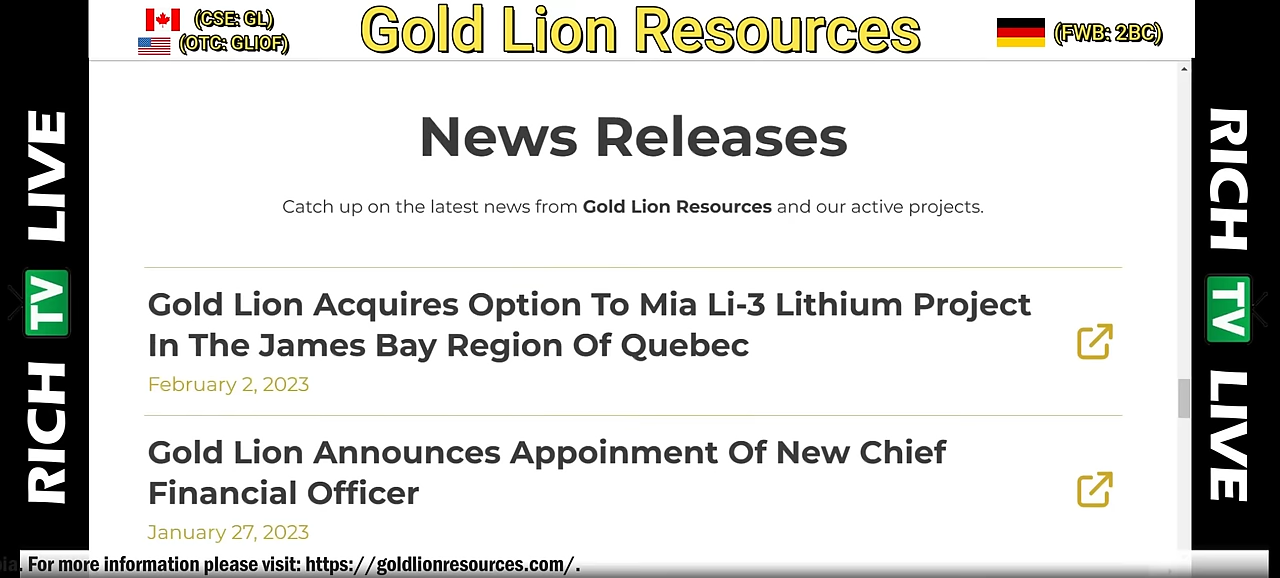 (CSE: GL)
(OTC: GLIOF)
Gold Lion Resources
(FWB: 2BC)
RICH TV LIVE
News Releases
Catch up on the latest news from Gold Lion Resources and our active projects.
Gold Lion Acquires Option To Mia Li-3 Lithium Project
In The James Bay Region Of Quebec
February 2, 2023
Gold Lion Announces Appoinment Of New Chief
Financial Officer
January 27, 2023
RICH TV LIVE
For more information please visit: https://goldlionresources.com/.